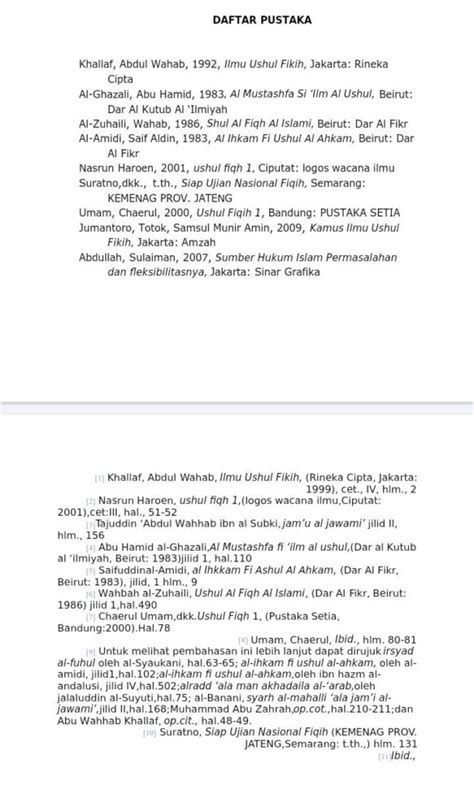 DAFTAR PUSTAKA
Khallaf, Abdul Wahab, 1992, Ilmu Ushul Fikih, Jakarta: Rineka
Cipta
Al-Ghazali, Abu Hamid, 1983, Al Mustashfa Si 'Ilm Al Ushul, Beirut:
Dar Al Kutub Al 'Ilmiyah
Al-Zuhaili, Wahab, 1986, Shul Al Fiqh Al Islami, Beirut: Dar Al Fikr
Al-Amidi, Saif Aldin, 1983, Al Ihkam Fi Ushul Al Ahkam, Beirut: Dar
Al Fikr
Nasrun Haroen, 2001, ushul fiqh 1, Ciputat: logos wacana ilmu
Suratno,dkk., t.th., Siap Ujian Nasional Fiqih, Semarang:
KEMENAG PROV. JATENG
Umam, Chaerul, 2000, Ushul Fiqih 1, Bandung: PUSTAKA SETIA
Jumantoro, Totok, Samsul Munir Amin, 2009, Kamus Ilmu Ushul
Fikih, Jakarta: Amzah
Abdullah, Sulaiman, 2007, Sumber Hukum Islam Permasalahan
dan fleksibilitasnya, Jakarta: Sinar Grafika
[1] Khallaf, Abdul Wahab, Ilmu Ushul Fikih, (Rineka Cipta, Jakarta:
1999), cet., IV, hlm., 2
[2] Nasrun Haroen, ushul fiqh 1,(logos wacana ilmu,Ciputat:
2001),cet:III, hal., 51-52
[3]Tajuddin 'Abdul Wahhab ibn al Subki,jam'u al jawami' jilid II,
hlm., 156
[4] Abu Hamid al-Ghazali,Al Mustashfa fi 'ilm al ushul,(Dar al Kutub
al 'ilmiyah, Beirut: 1983)jilid 1, hal.110
[5] Saifuddinal-Amidi, al Ihkkam Fi Ashul Al Ahkam, (Dar Al Fikr,
Beirut: 1983), jilid, 1 hlm., 9
[6] Wahbah al-Zuhaili, Ushul Al Fiqh Al Islami, (Dar Al Fikr, Beirut:
1986) jilid 1,hal.490
[7] Chaerul Umam,dkk.Ushul Fiqh 1, (Pustaka Setia,
Bandung:2000).Hal.78
[8] Umam, Chaerul, Ibid., hlm. 80-81
[9] Untuk melihat pembahasan ini lebih lanjut dapat dirujuk irsyad
al-fuhul oleh al-Syaukani, hal.63-65; al-ihkam fi ushul al-ahkam, oleh al-
amidi, jilid1,hal.102;al-ihkam fi ushul al-ahkam,oleh ibn hazm al-
andalusi, jilid IV,hal.502;alradd 'ala man akhadaila al-'arab,oleh
jalaluddin al-Suyuti,hal.75; al-Banani, syarh al-mahalli 'ala jam'i al-
jawami',jilid II,hal.168;Muhammad Abu Zahrah,op.cot.,hal.210-211;dan
Abu Wahhab Khallaf, op.cit., hal.48-49.
[10] Suratno, Siap Ujian Nasional Fiqih (KEMENAG PROV.
JATENG,Semarang: t.th.,) hlm. 131
[11]Ibid.,